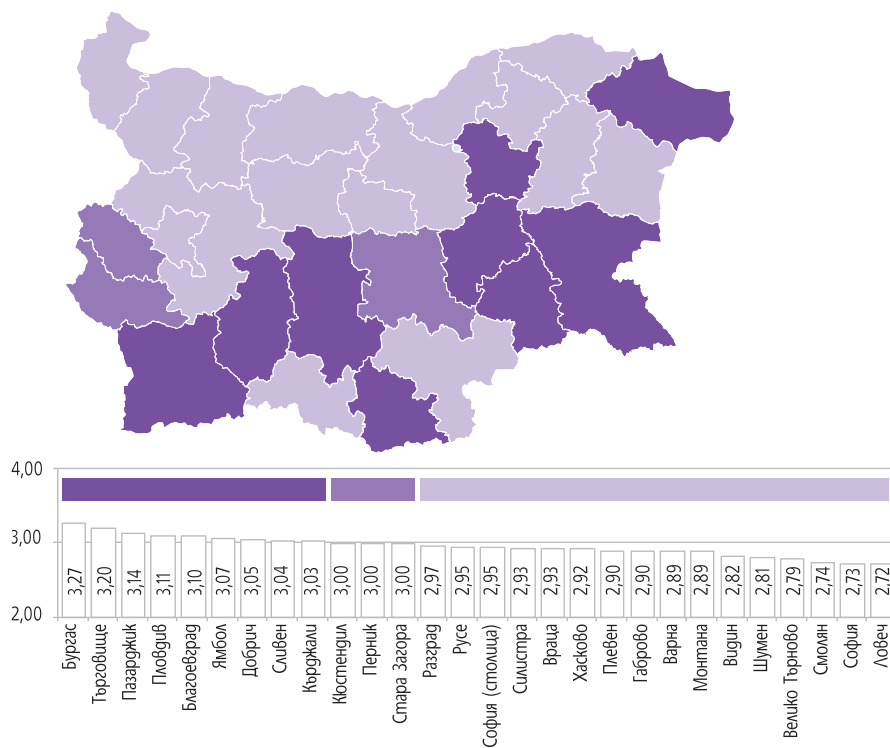 4,00
3,00
2,00
3,27
3,20
3,14
3,11
3,10
3,07
3,05
3,04
3,03
3,00
3,00
3,00
2,97
2,95
2,95
2,93
2,93
2,92
2,90
2,90
2,89
2,89
2,82
2,81
2,79
2,74
2,73
2,72
Бургас
Търговище
Пазарджик
Пловдив
Благоевград
Ямбол
Добрич
Сливен
Кърджали
Кюстендил
Перник
Стара Загора
Разград
Русе
София (столица)
Силистра
Враца
Хасково
Плевен
Габрово
Варна
Монтана
Видин
Шумен
Велико Търново
Смолян
София
Ловеч